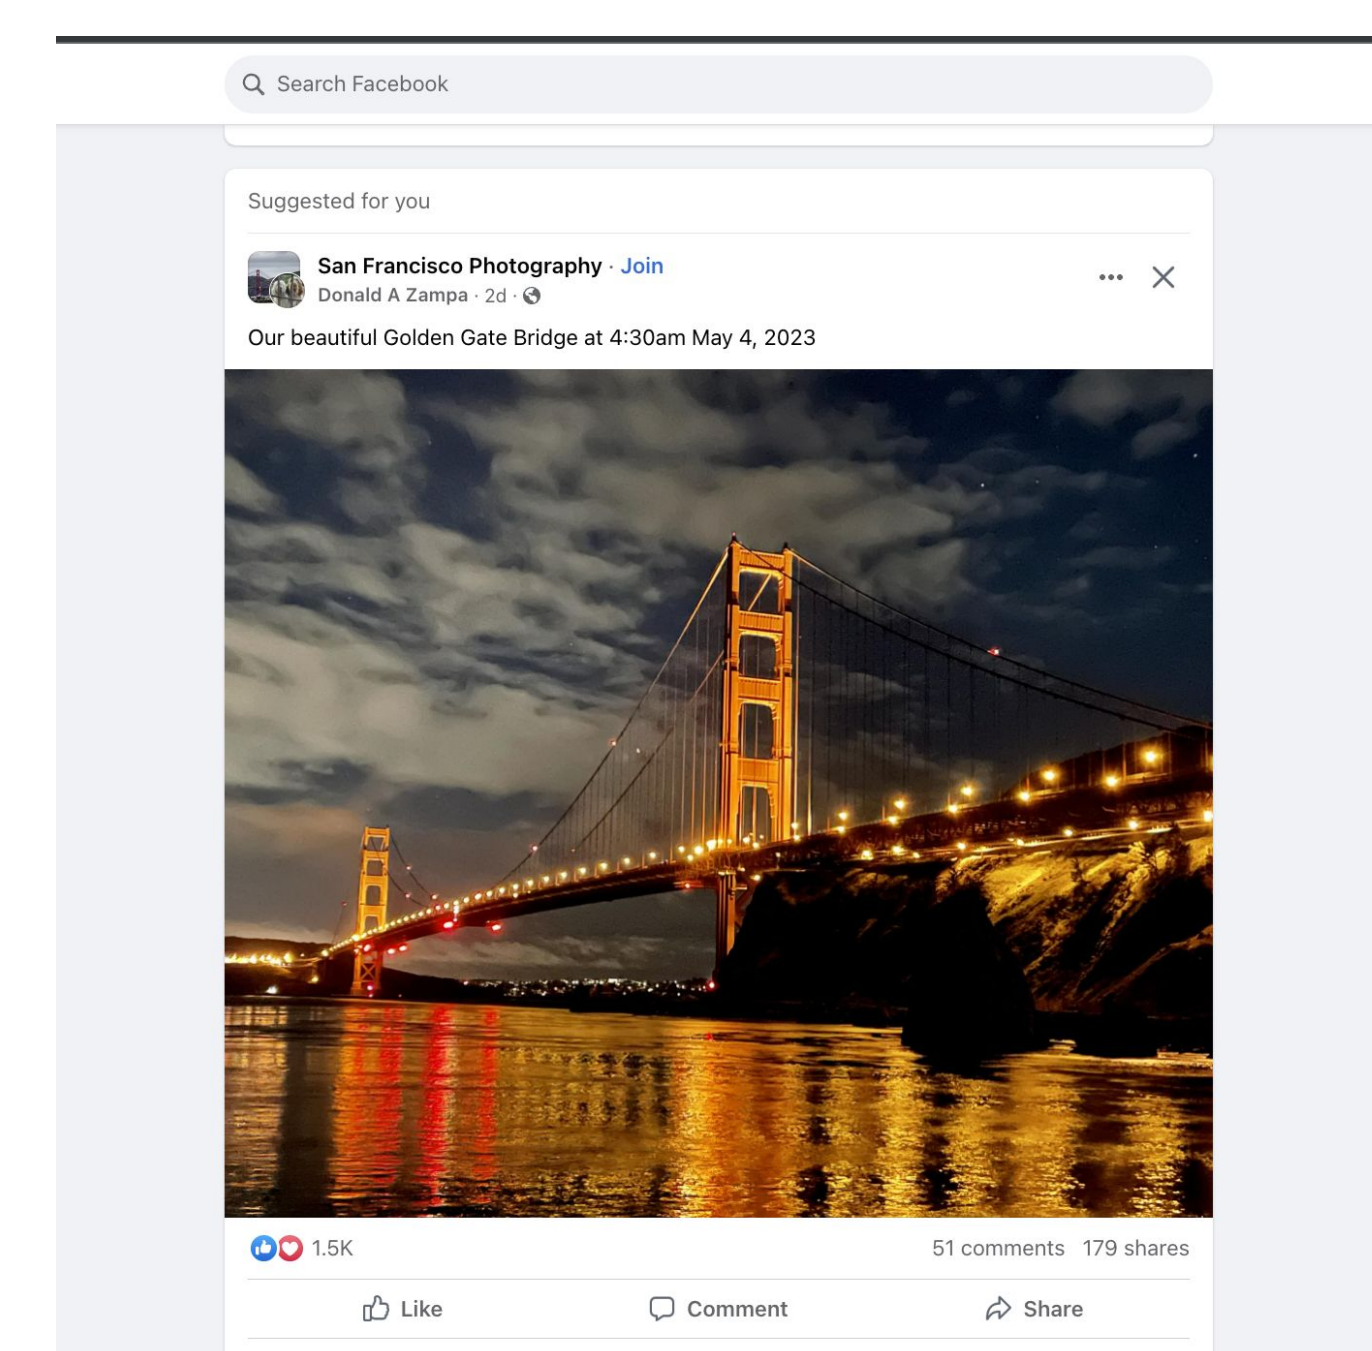 Search Facebook
Suggested for you
San Francisco Photography · Join
Donald A Zampa · 2d ·
Our beautiful Golden Gate Bridge at 4:30am May 4, 2023
1.5K 51 comments 179 shares
Like Comment Share